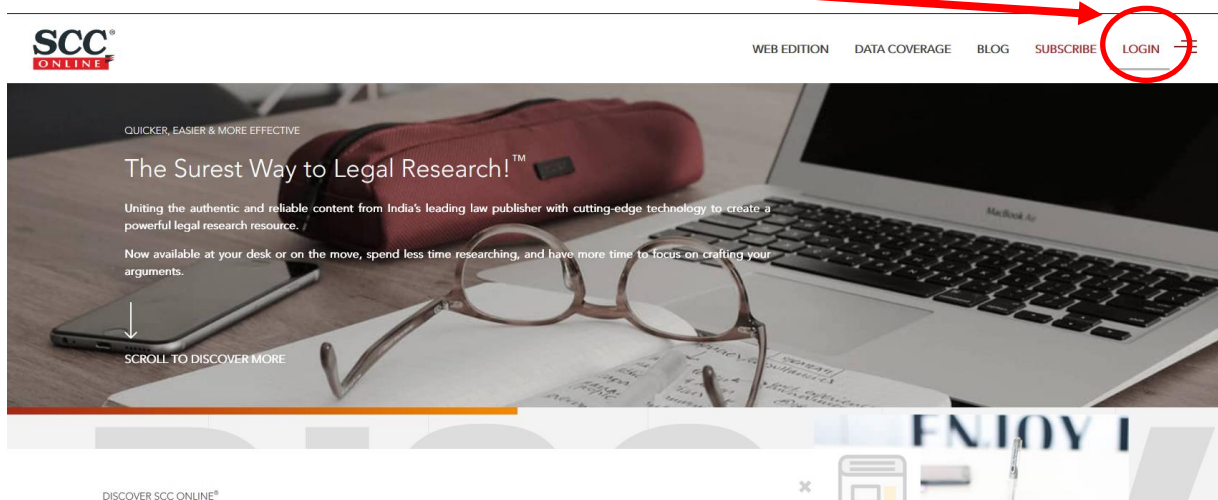 SCC®
ONLINE
WEB EDITION DATA COVERAGE BLOG SUBSCRIBE LOGIN
QUICKER, EASIER & MORE EFFECTIVE
The Surest Way to Legal Research!™
Uniting the authentic and reliable content from India's leading law publisher with cutting-edge technology to create a
powerful legal research resource.
Now available at your desk or on the move, spend less time researching, and have more time to focus on crafting your
arguments.
SCROLL TO DISCOVER MORE
MacBook Air
ENJOY
DISCOVER SCC ONLINE®